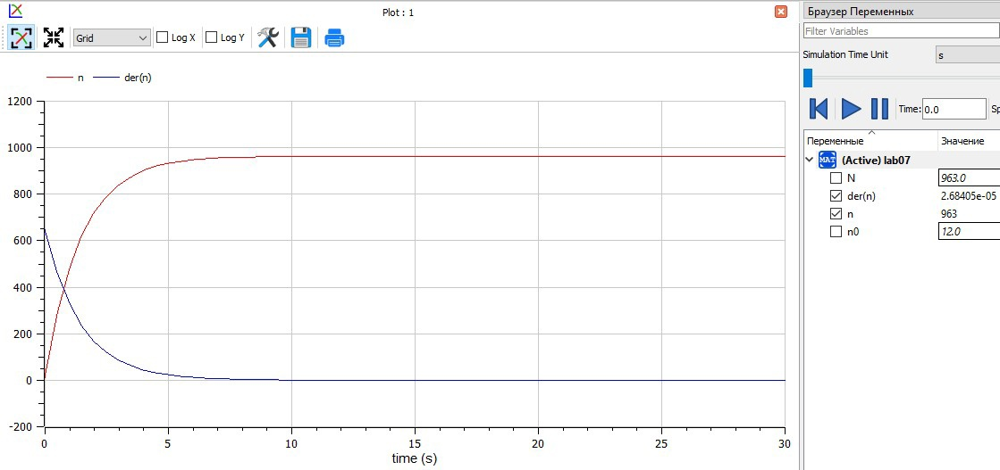 Plot : 1
Grid
Log X
Log Y
n
der(n)
1200
1000
800
600
400
200
0
-200
0
5
10
15
20
25
30
time (s)
Браузер Переменных
Filter Variables
Simulation Time Unit
s
Time:
0.0
Sp
Переменные
Значение
MAT
(Active) lab07
N
963.0
der(n)
2.68405e-05
n
963
n0
12.0